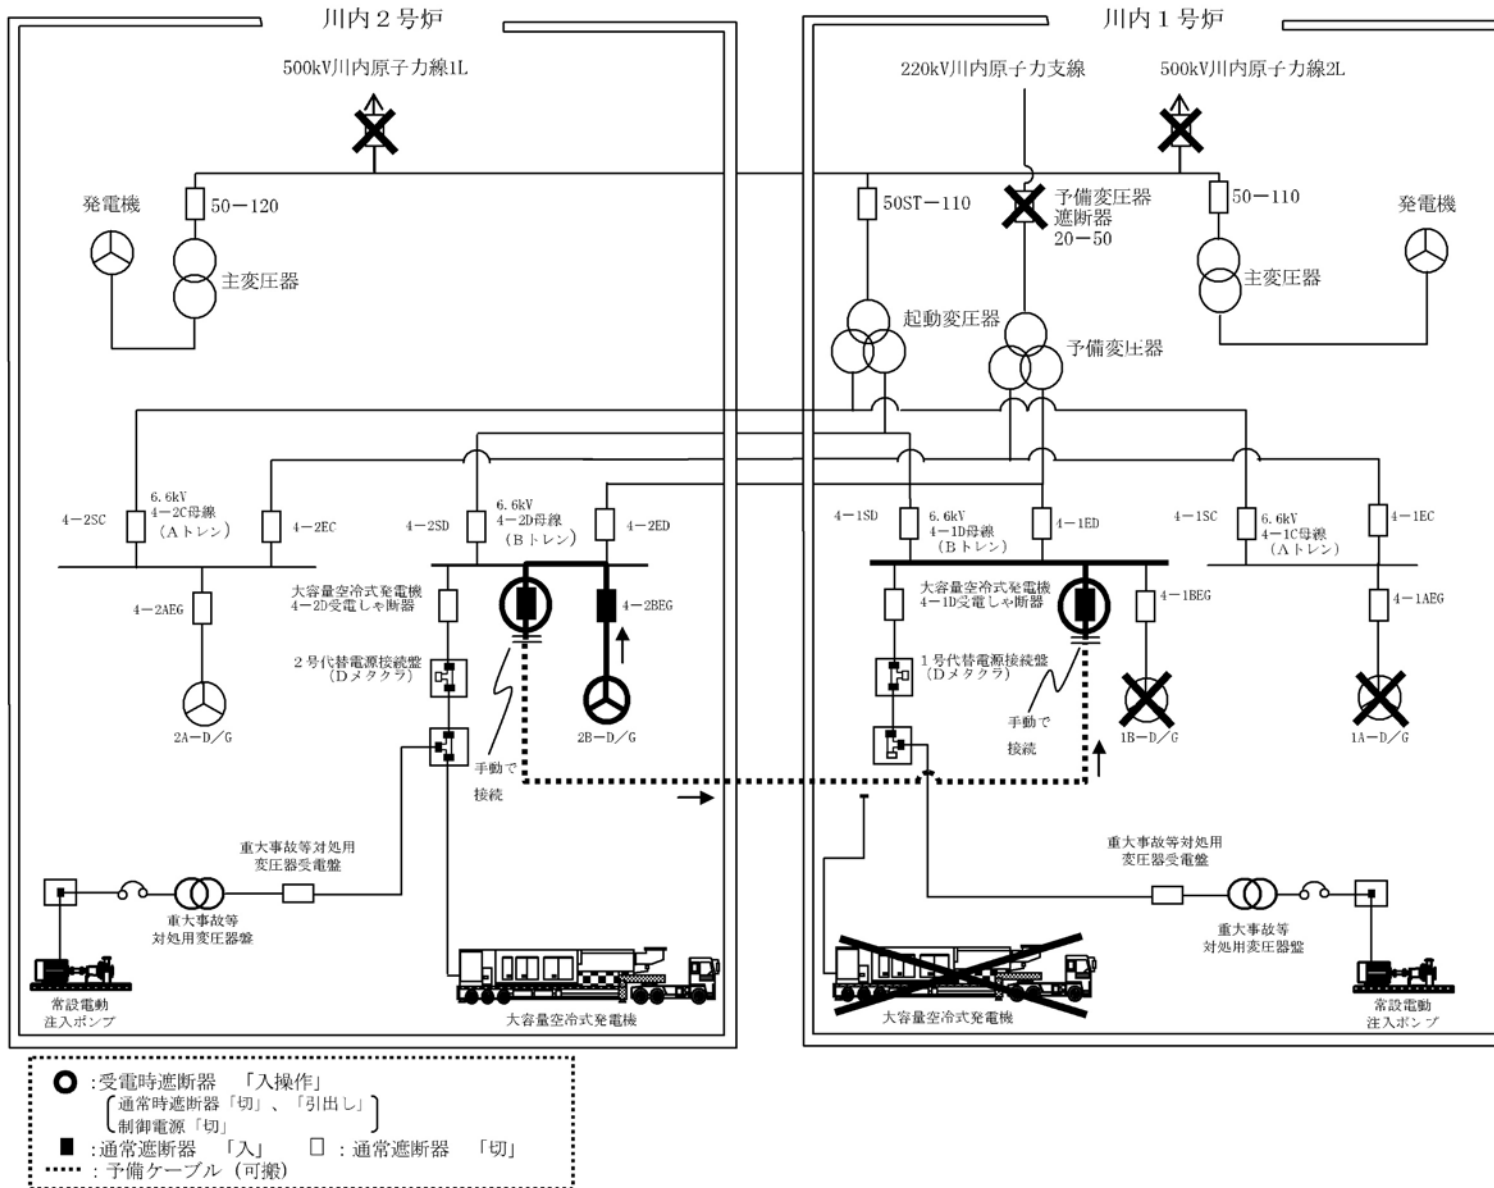 川内２号炉
川内１号炉
500kV川内原子力線1L
220kV川内原子力支線
500kV川内原子力線2L
発電機
50－120
主変圧器
50ST－110
予備変圧器
遮断器
20－50
50－110
発電機
主変圧器
起動変圧器
予備変圧器
4－2SC
6.6kV
4－2C母線
（Aトレン）
4－2EC
4－2SD
6.6kV
4－2D母線
（Bトレン）
4－2ED
4－1SD
6.6kV
4－1D母線
（Bトレン）
4－1ED
4－1SC
6.6kV
4－1C母線
（Aトレン）
4－1EC
4－2AEG
大容量空冷式発電機
4－2D受電しゃ断器
4－2BEG
大容量空冷式発電機
4－1D受電しゃ断器
4－1BEG
4－1AEG
２号代替電源接続盤
（Dメタクラ）
１号代替電源接続盤
（Dメタクラ）
2A－D／G
2B－D／G
1B－D／G
1A－D／G
手動で
接続
手動で
接続
重大事故等対処用
変圧器受電盤
重大事故等対処用
変圧器受電盤
重大事故等
対処用変圧器盤
重大事故等
対処用変圧器盤
常設電動
注入ポンプ
大容量空冷式発電機
大容量空冷式発電機
常設電動
注入ポンプ
：受電時遮断器　「入操作」
通常時遮断器「切」、「引出し」
制御電源「切」
：通常遮断器　「入」　：通常遮断器　「切」
：予備ケーブル（可搬）